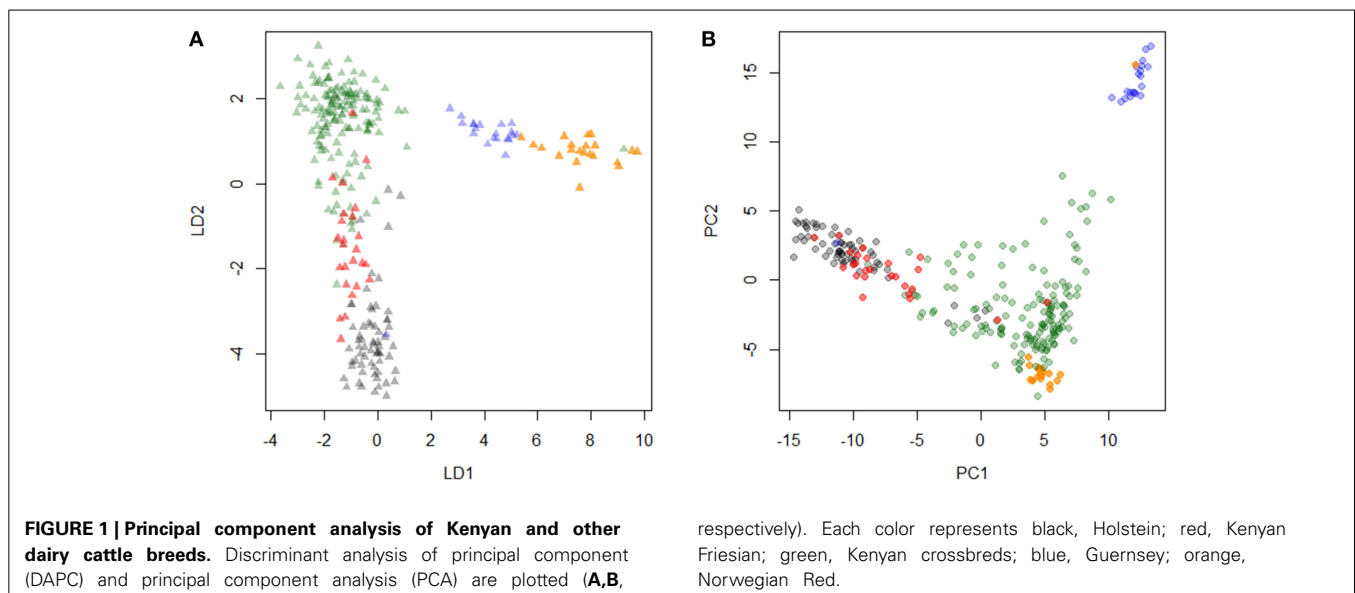 A
B
2
0
-2
-4
LD2
-4 -2 0 2 4 6 8 10
LD1
15
10
5
0
-5
PC2
-15 -10 -5 0 5 10
PC1
FIGURE 1 | Principal component analysis of Kenyan and other
dairy cattle breeds. Discriminant analysis of principal component
(DAPC) and principal component analysis (PCA) are plotted (A,B,
respectively). Each color represents black, Holstein; red, Kenyan
Friesian; green, Kenyan crossbreds; blue, Guernsey; orange,
Norwegian Red.